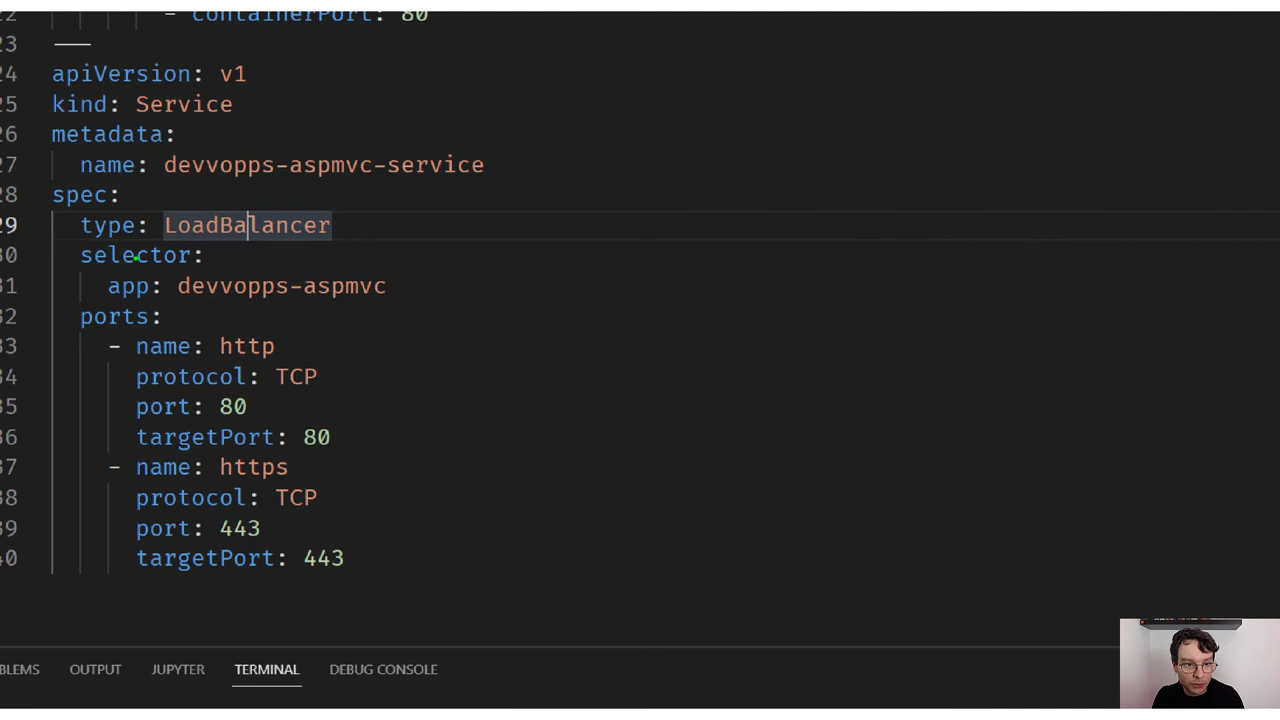 22 - containerPort: 80
23 ---
24 apiVersion: v1
25 kind: Service
26 metadata:
27 name: devvopps-aspmvc-service
28 spec:
29 type: LoadBalancer
30 selector:
31 app: devvopps-aspmvc
32 ports:
33 - name: http
34 protocol: TCP
35 port: 80
36 targetPort: 80
37 - name: https
38 protocol: TCP
39 port: 443
40 targetPort: 443
BLEMS OUTPUT JUPYTER TERMINAL DEBUG CONSOLE